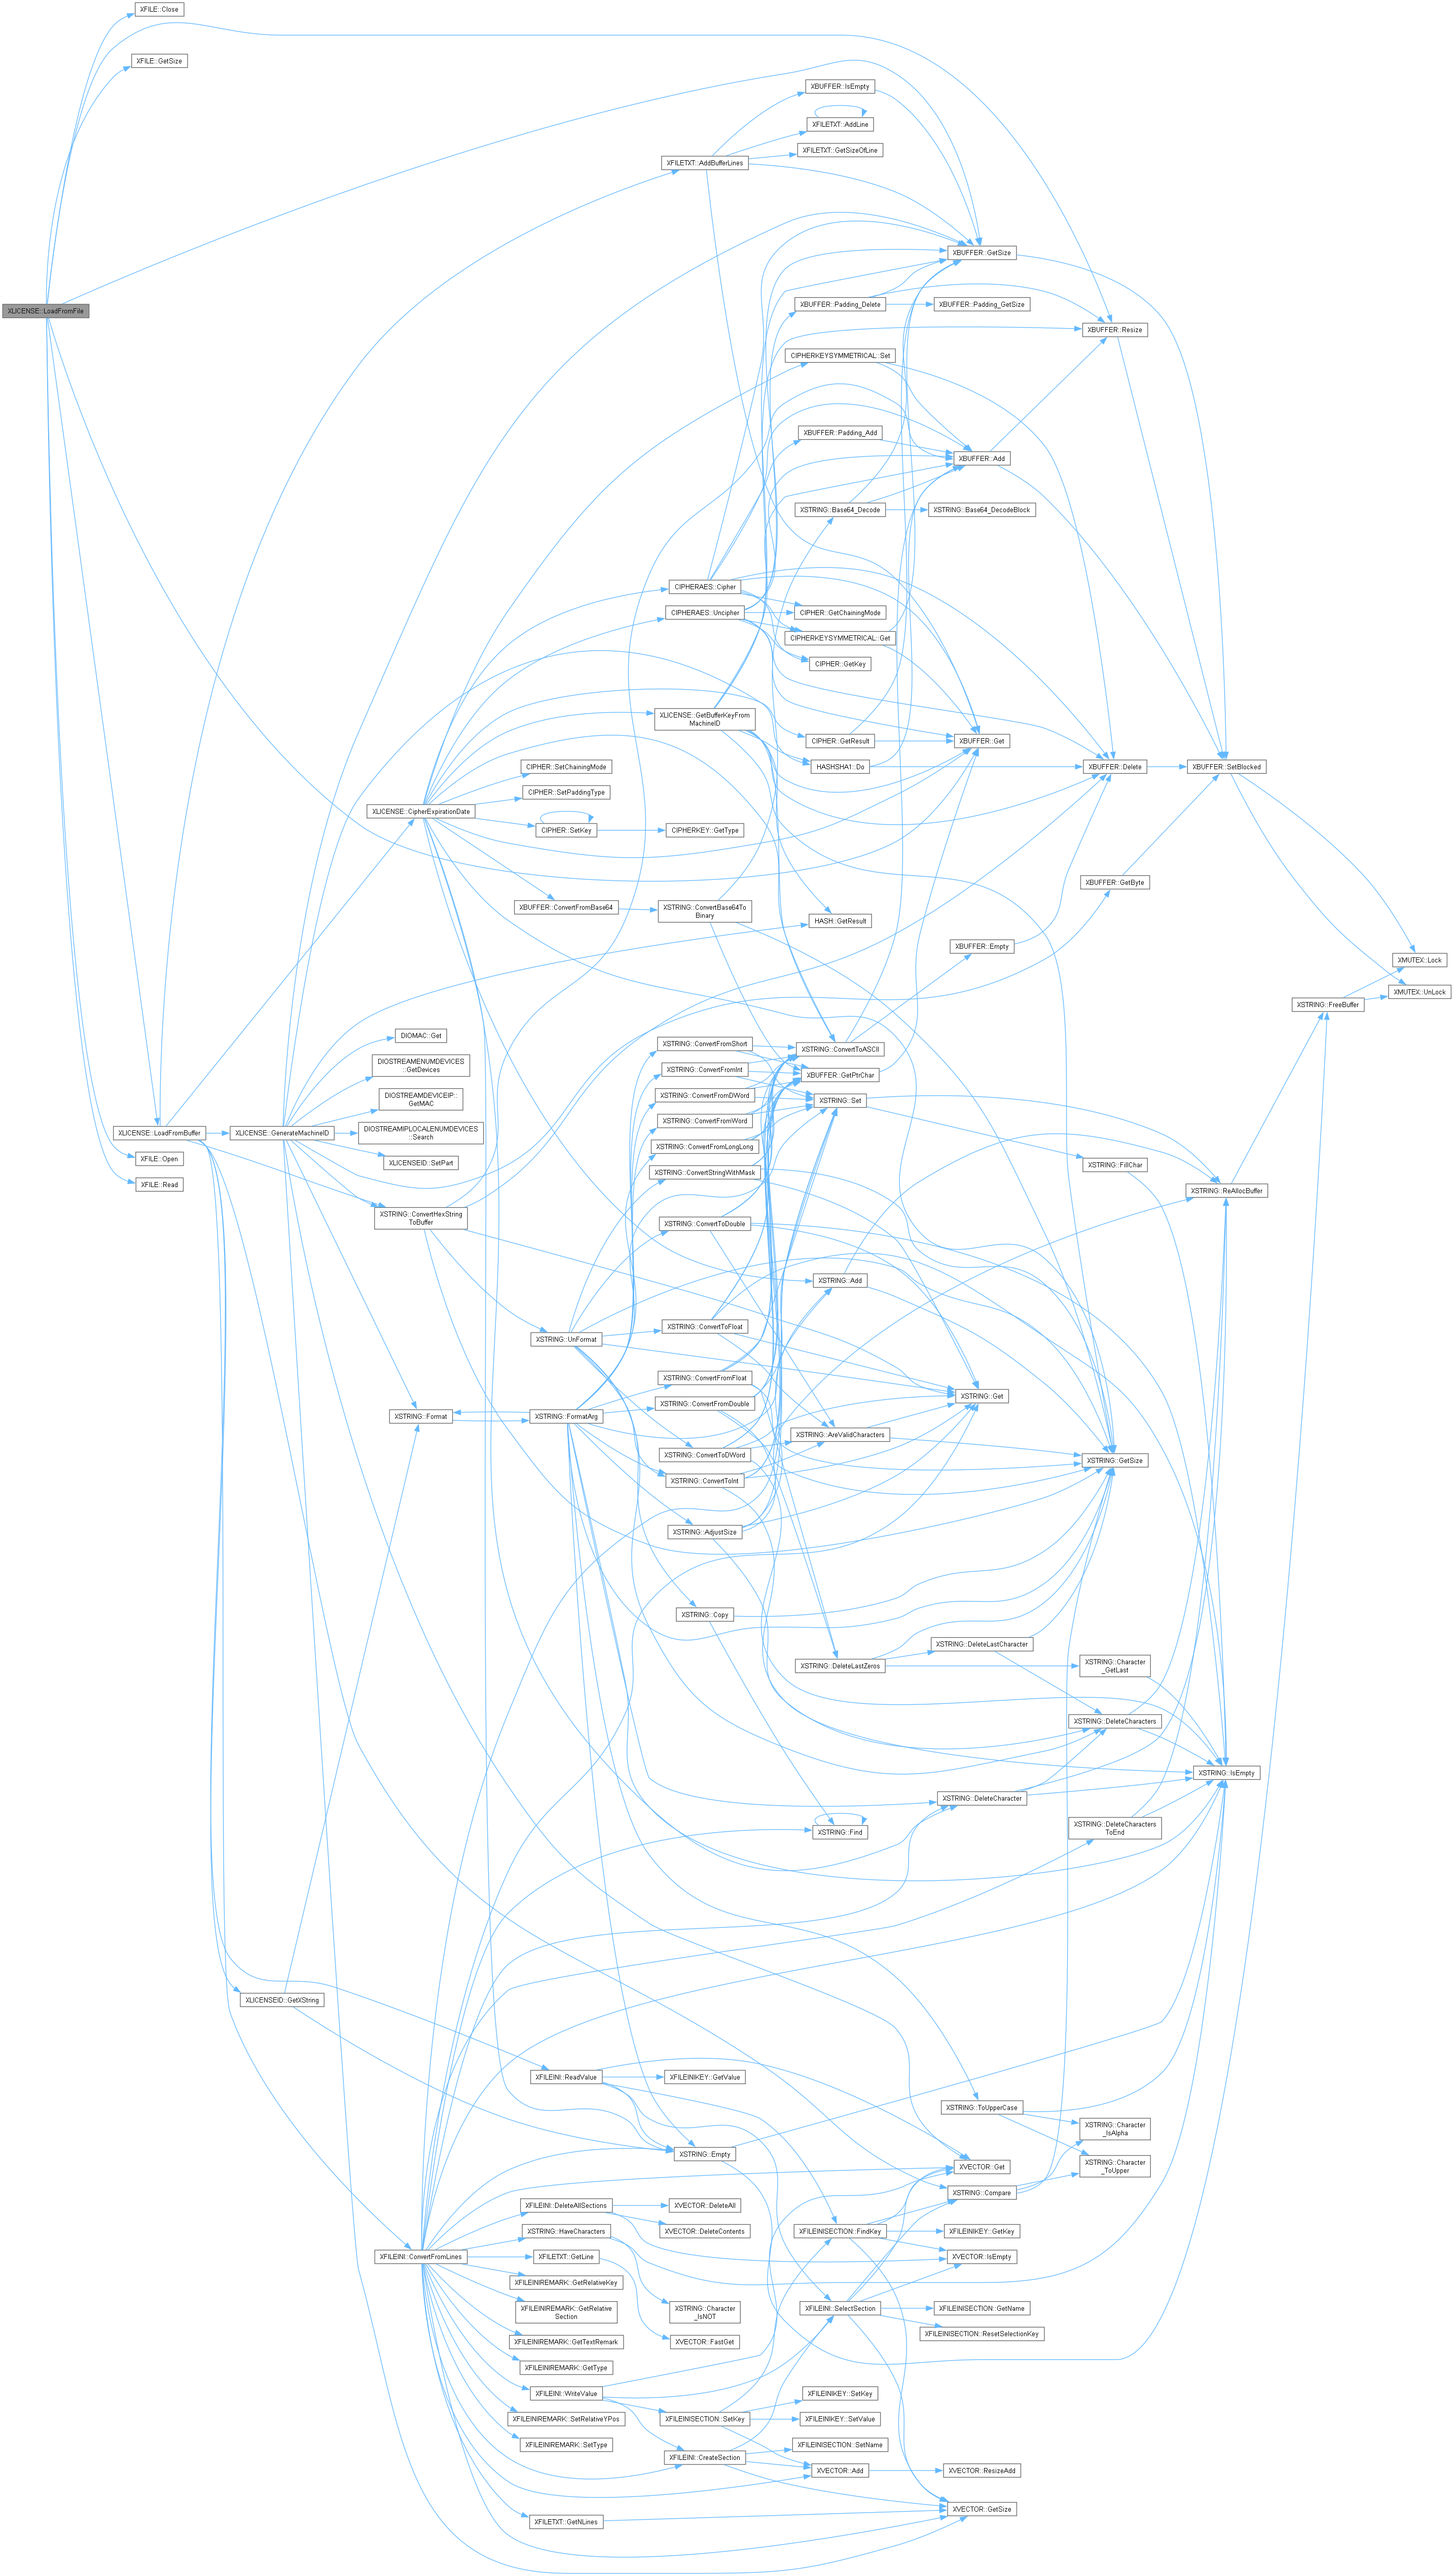 XFILE::Close
XFILE::GetSize
XBUFFER::IsEmpty
XFILETXT::AddLine
XFILETXT::GetSizeOfLine
XFILETXT::AddBufferLines
XBUFFER::GetSize
XLICENSE::LoadFromFile
XBUFFER::Padding_Delete
XBUFFER::Padding_GetSize
XBUFFER::Resize
CIPHERKEYSYMMETRICAL::Set
XBUFFER::Padding_Add
XBUFFER::Add
XSTRING::Base64_Decode
XSTRING::Base64_DecodeBlock
CIPHERAES::Cipher
CIPHERAES::Uncipher
CIPHER::GetChainingMode
CIPHERKEYSYMMETRICAL::Get
CIPHER::GetKey
XLICENSE::GetBufferKeyFrom
MachineID
CIPHER::GetResult
XBUFFER::Get
HASHSHA1::Do
XBUFFER::Delete
XBUFFER::SetBlocked
CIPHER::SetChainingMode
CIPHER::SetPaddingType
XLICENSE::CipherExpirationDate
CIPHER::SetKey
CIPHERKEY::GetType
XBUFFER::GetByte
XBUFFER::ConvertFromBase64
XSTRING::ConvertBase64To
Binary
HASH::GetResult
XBUFFER::Empty
XMUTEX::Lock
XMUTEX::UnLock
XSTRING::FreeBuffer
DIOMAC::Get
DIOSTREAMENUMDEVICES
::GetDevices
DIOSTREAMDEVICEIP::
GetMAC
XLICENSE::LoadFromBuffer
XLICENSE::GenerateMachineID
DIOSTREAMIPLOCALENUMDEVICES
::Search
XFILE::Open
XLICENSEID::SetPart
XFILE::Read
XSTRING::ConvertHexString
ToBuffer
XSTRING::ConvertFromShort
XSTRING::ConvertToASCII
XSTRING::ConvertFromInt
XBUFFER::GetPtrChar
XSTRING::ConvertFromDWord
XSTRING::Set
XSTRING::ConvertFromWord
XSTRING::ConvertFromLongLong
XSTRING::FillChar
XSTRING::ConvertStringWithMask
XSTRING::ReAllocBuffer
XSTRING::ConvertToDouble
XSTRING::Add
XSTRING::UnFormat
XSTRING::ConvertToFloat
XSTRING::ConvertFromFloat
XSTRING::Get
XSTRING::ConvertFromDouble
XSTRING::Format
XSTRING::FormatArg
XSTRING::AreValidCharacters
XSTRING::ConvertToDWord
XSTRING::GetSize
XSTRING::ConvertToInt
XSTRING::AdjustSize
XSTRING::Copy
XSTRING::DeleteLastCharacter
XSTRING::DeleteLastZeros
XSTRING::Character
_GetLast
XSTRING::DeleteCharacters
XSTRING::IsEmpty
XSTRING::DeleteCharacter
XSTRING::Find
XSTRING::DeleteCharacters
ToEnd
XLICENSEID::GetXString
XFILEINI::ReadValue
XFILEINIKEY::GetValue
XSTRING::ToUpperCase
XSTRING::Character
_IsAlpha
XSTRING::Empty
XSTRING::Character
_ToUpper
XVECTOR::Get
XSTRING::Compare
XFILEINI::DeleteAllSections
XVECTOR::DeleteAll
XSTRING::HaveCharacters
XVECTOR::DeleteContents
XFILEINISECTION::FindKey
XFILEINIKEY::GetKey
XFILEINI::ConvertFromLines
XFILETXT::GetLine
XVECTOR::IsEmpty
XFILEINIREMARK::GetRelativeKey
XFILEINIREMARK::GetRelative
Section
XSTRING::Character
_IsNOT
XFILEINI::SelectSection
XFILEINISECTION::GetName
XFILEINISECTION::ResetSelectionKey
XFILEINIREMARK::GetTextRemark
XVECTOR::FastGet
XFILEINIREMARK::GetType
XFILEINI::WriteValue
XFILEINIKEY::SetKey
XFILEINIREMARK::SetRelativeYPos
XFILEINISECTION::SetKey
XFILEINIKEY::SetValue
XFILEINIREMARK::SetType
XFILEINISECTION::SetName
XFILEINI::CreateSection
XVECTOR::Add
XVECTOR::ResizeAdd
XFILETXT::GetNLines
XVECTOR::GetSize